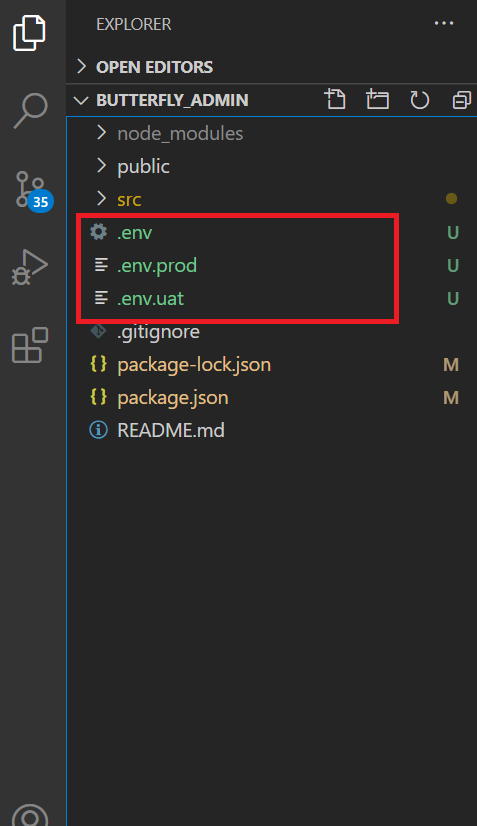 EXPLORER
OPEN EDITORS
BUTTERFLY_ADMIN
node_modules
public
src
.env U
.env.prod U
.env.uat U
.gitignore
package-lock.json M
package.json M
README.md
35